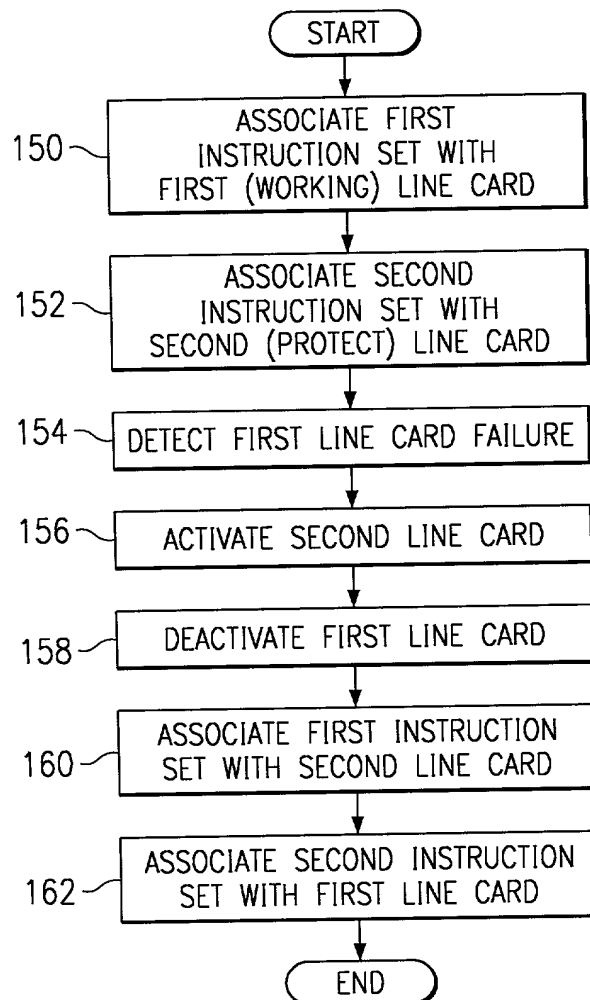 START
150
ASSOCIATE FIRST
INSTRUCTION SET WITH
FIRST (WORKING) LINE CARD
152
ASSOCIATE SECOND
INSTRUCTION SET WITH
SECOND (PROTECT) LINE CARD
154
DETECT FIRST LINE CARD FAILURE
156
ACTIVATE SECOND LINE CARD
158
DEACTIVATE FIRST LINE CARD
160
ASSOCIATE FIRST INSTRUCTION
SET WITH SECOND LINE CARD
162
ASSOCIATE SECOND INSTRUCTION
SET WITH FIRST LINE CARD
END